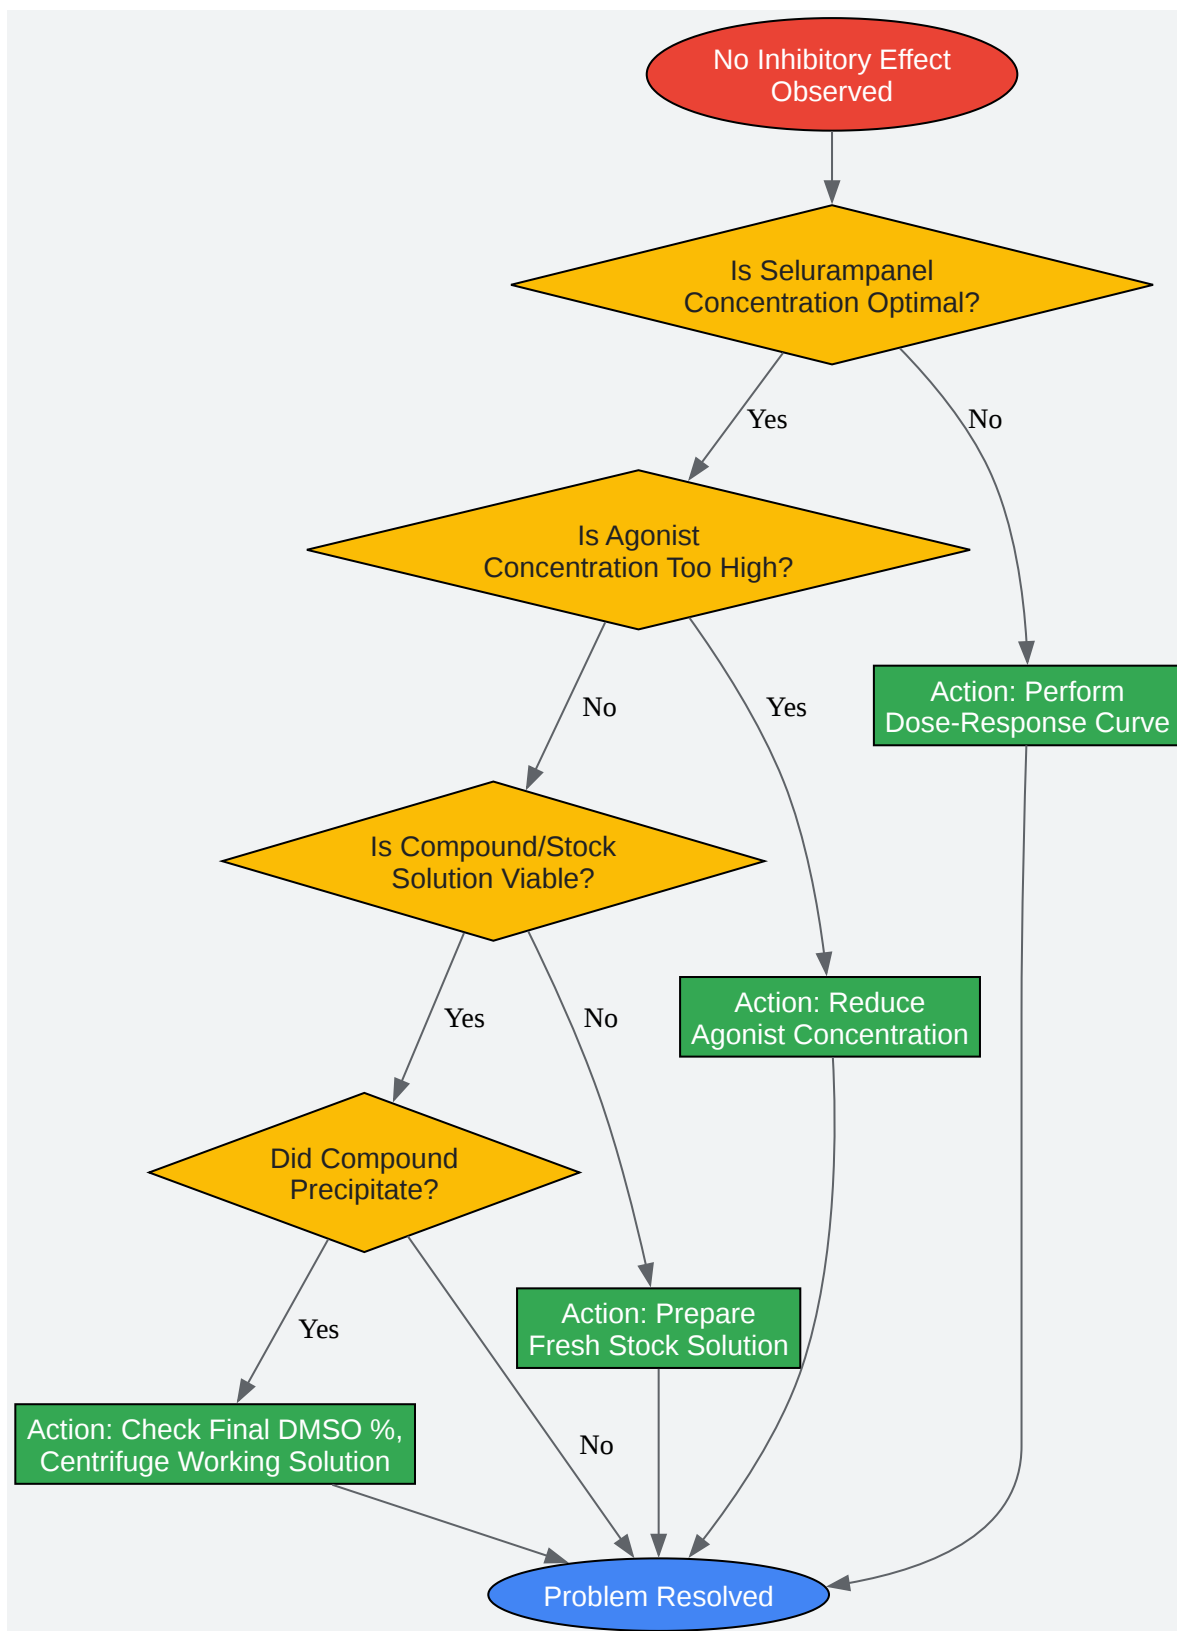 No Inhibitory Effect
Observed
Is Selurampanel
Concentration Optimal?
Yes
No
Is Agonist
Concentration Too High?
No
Yes
Action: Perform
Dose-Response Curve
Is Compound/Stock
Solution Viable?
Yes
No
Action: Reduce
Agonist Concentration
Did Compound
Precipitate?
Yes
No
Action: Prepare
Fresh Stock Solution
Action: Check Final DMSO %,
Centrifuge Working Solution
Problem Resolved